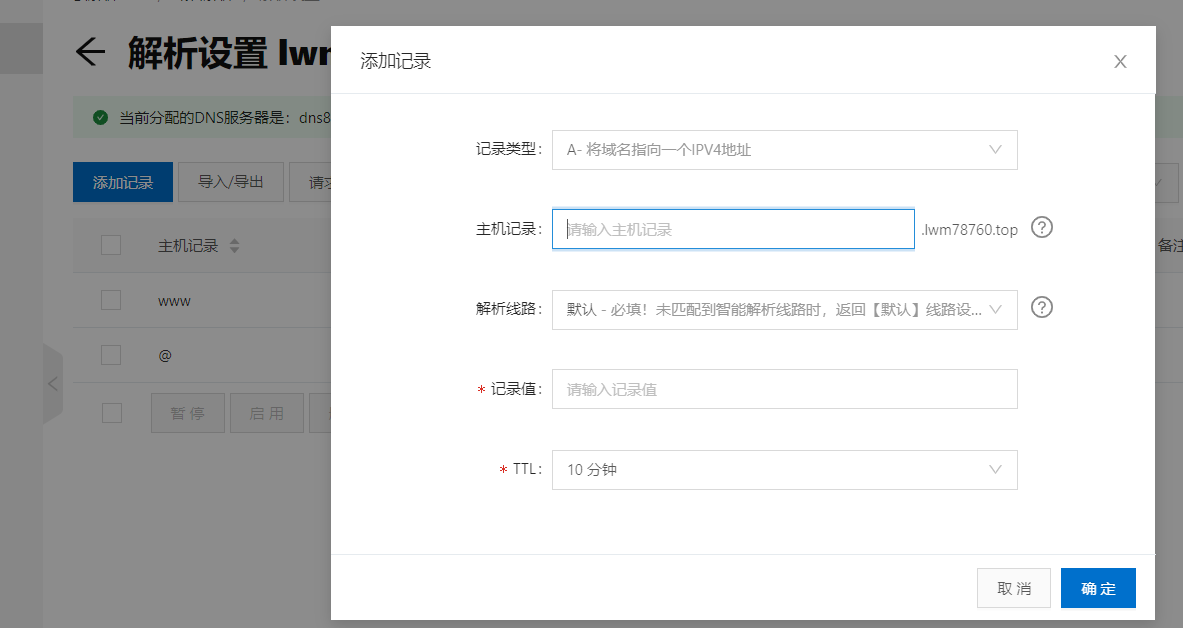 解析设置 lwm
添加记录
当前分配的DNS服务器是：dns8
记录类型：
A- 将域名指向一个IPV4地址
添加记录
导入/导出
请求
主机记录：
请输入主机记录
.lwm78760.top
主机记录
备注
www
解析线路：
默认 - 必填！未匹配到智能解析线路时，返回【默认】线路设...
@
* 记录值：
请输入记录值
暂 停
启 用
* TTL：
10 分钟
取 消
确 定